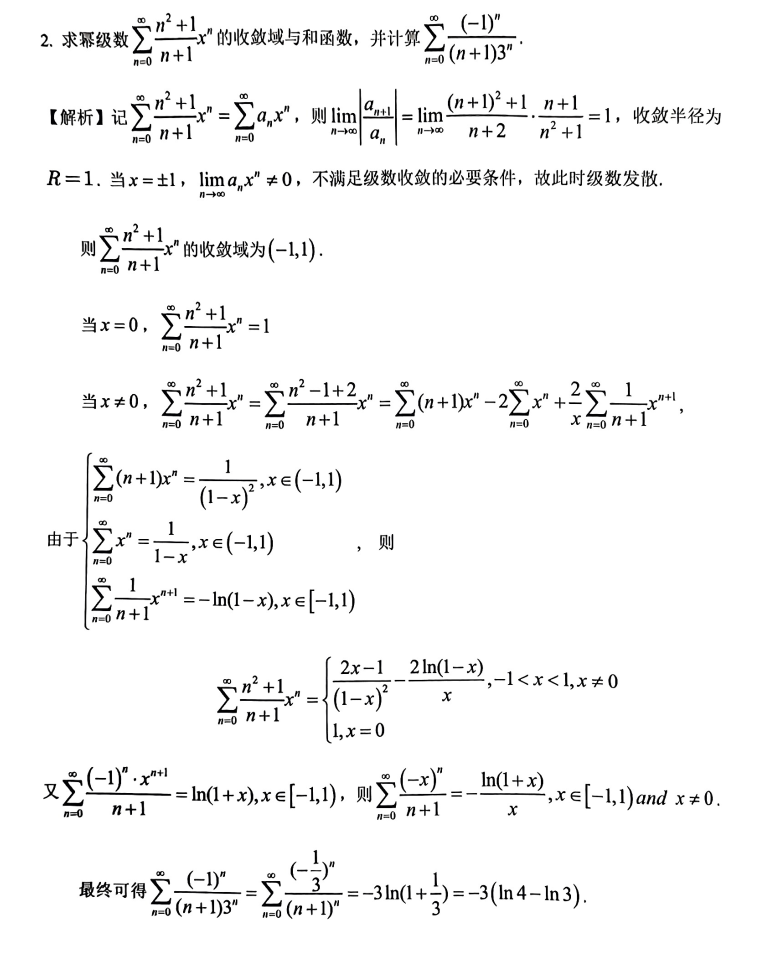 2. 求幂级数 $\sum_{n=0}^{\infty}\frac{n^2+1}{n+1}x^n$ 的收敛域与和函数，并计算 $\sum_{n=0}^{\infty}\frac{(-1)^n}{(n+1)3^n}$.
【解析】记 $\sum_{n=0}^{\infty}\frac{n^2+1}{n+1}x^n=\sum_{n=0}^{\infty}a_nx^n$，则 $\lim_{n\to\infty}\left|\frac{a_{n+1}}{a_n}\right|=\lim_{n\to\infty}\frac{(n+1)^2+1}{n+2}\cdot\frac{n+1}{n^2+1}=1$，收敛半径为
$R=1$. 当 $x=\pm1$，$\lim_{n\to\infty}a_nx^n\neq0$，不满足级数收敛的必要条件，故此时级数发散.
则 $\sum_{n=0}^{\infty}\frac{n^2+1}{n+1}x^n$ 的收敛域为 $(-1,1)$.
当 $x=0$，$\sum_{n=0}^{\infty}\frac{n^2+1}{n+1}x^n=1$
当 $x\neq0$，$\sum_{n=0}^{\infty}\frac{n^2+1}{n+1}x^n=\sum_{n=0}^{\infty}\frac{n^2-1+2}{n+1}x^n=\sum_{n=0}^{\infty}(n+1)x^n-2\sum_{n=0}^{\infty}x^n+\frac{2}{x}\sum_{n=0}^{\infty}\frac{1}{n+1}x^{n+1}$,
由于 $\begin{cases}\sum_{n=0}^{\infty}(n+1)x^n=\frac{1}{(1-x)^2},x\in(-1,1)\\\sum_{n=0}^{\infty}x^n=\frac{1}{1-x},x\in(-1,1)\\\sum_{n=0}^{\infty}\frac{1}{n+1}x^{n+1}=-\ln(1-x),x\in[-1,1)\end{cases}$，则
$\sum_{n=0}^{\infty}\frac{n^2+1}{n+1}x^n=\begin{cases}\frac{2x-1}{(1-x)^2}-\frac{2\ln(1-x)}{x},-1<x<1,x\neq0\\1,x=0\end{cases}$
又 $\sum_{n=0}^{\infty}\frac{(-1)^n\cdot x^{n+1}}{n+1}=\ln(1+x),x\in[-1,1)$，则 $\sum_{n=0}^{\infty}\frac{(-x)^n}{n+1}=-\frac{\ln(1+x)}{x},x\in[-1,1)\,and\ x\neq0$.
最终可得 $\sum_{n=0}^{\infty}\frac{(-1)^n}{(n+1)3^n}=\sum_{n=0}^{\infty}\frac{(-\frac{1}{3})^n}{(n+1)^n}=-3\ln(1+\frac{1}{3})=-3(\ln4-\ln3)$.